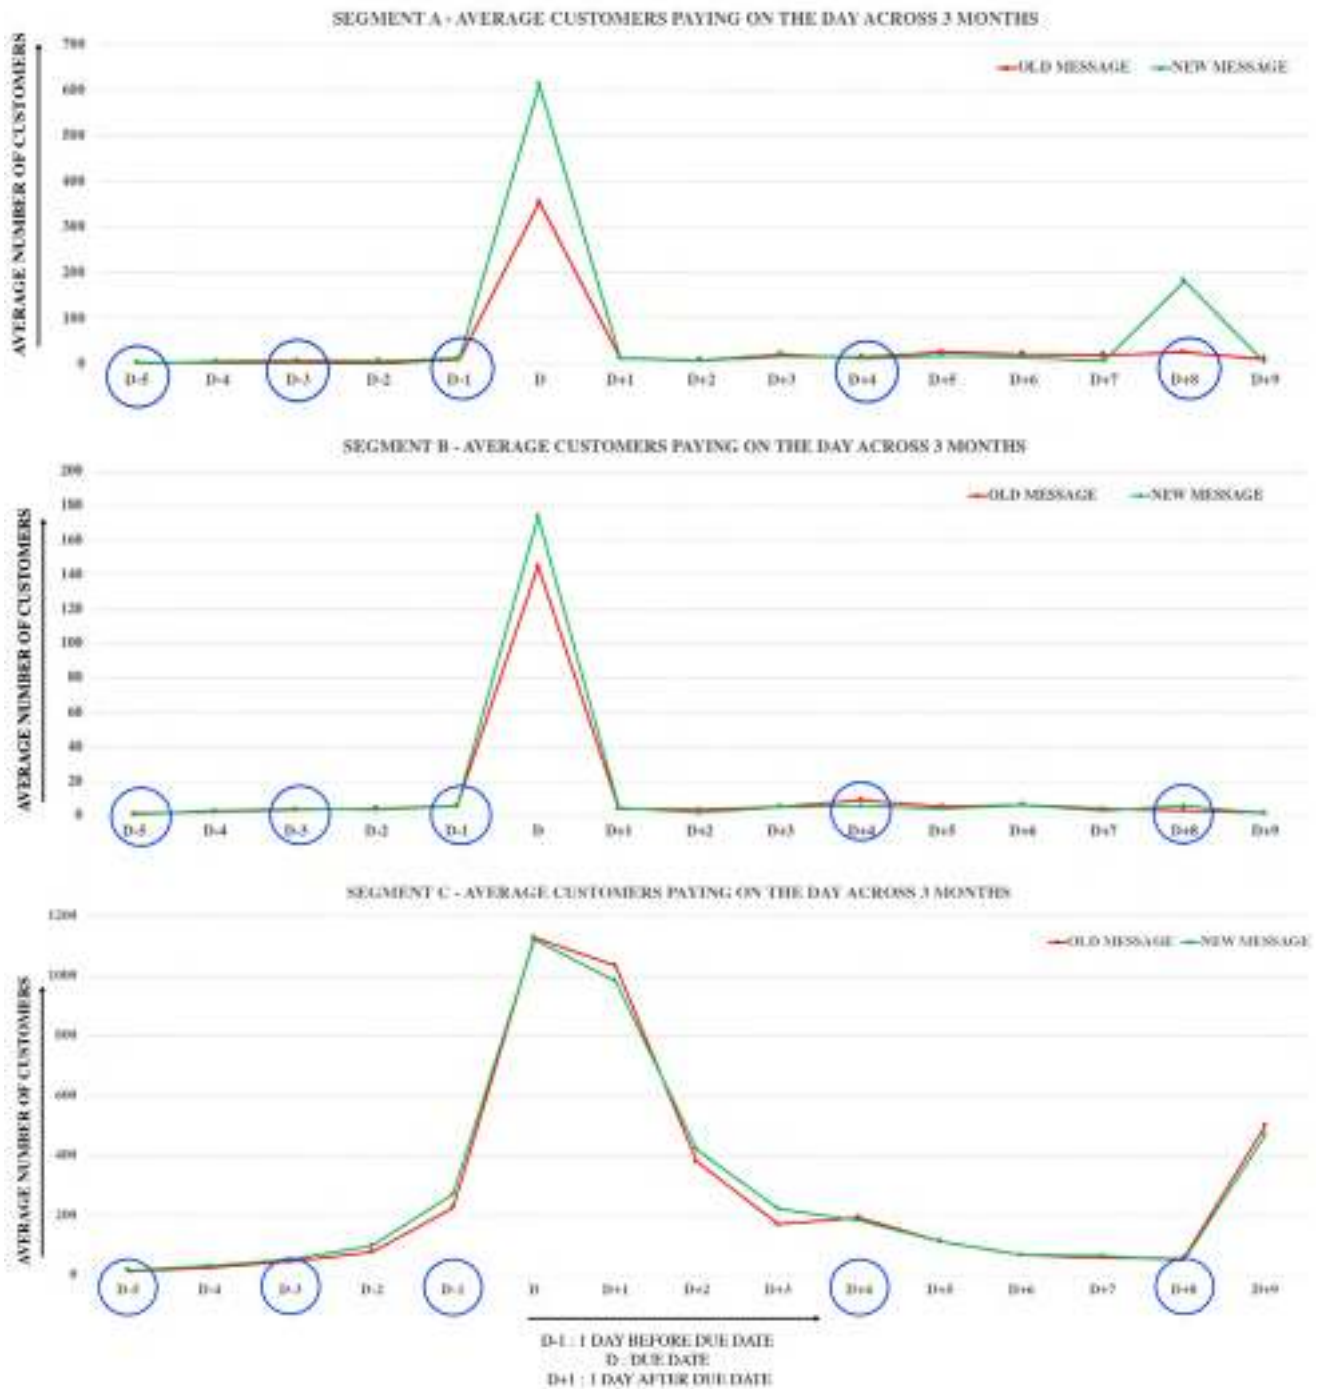 SEGMENT A - AVERAGE CUSTOMERS PAYING ON THE DAY ACROSS 3 MONTHS
AVERAGE NUMBER OF CUSTOMERS
OLD MESSAGE NEW MESSAGE
700
600
500
400
300
200
100
0
D-5 D-4 D-3 D-2 D-1 D D+1 D+2 D+3 D+4 D+5 D+6 D+7 D+8 D+9
SEGMENT B - AVERAGE CUSTOMERS PAYING ON THE DAY ACROSS 3 MONTHS
AVERAGE NUMBER OF CUSTOMERS
OLD MESSAGE NEW MESSAGE
200
180
160
140
120
100
80
60
40
20
0
D-5 D-4 D-3 D-2 D-1 D D+1 D+2 D+3 D+4 D+5 D+6 D+7 D+8 D+9
SEGMENT C - AVERAGE CUSTOMERS PAYING ON THE DAY ACROSS 3 MONTHS
AVERAGE NUMBER OF CUSTOMERS
OLD MESSAGE NEW MESSAGE
1200
1000
800
600
400
200
0
D-5 D-4 D-3 D-2 D-1 D D+1 D+2 D+3 D+4 D+5 D+6 D+7 D+8 D+9
D-1 : 1 DAY BEFORE DUE DATE
D : DUE DATE
D+1 : 1 DAY AFTER DUE DATE